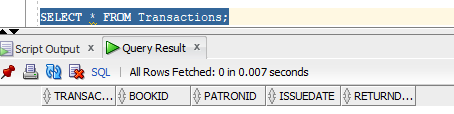 SELECT * FROM Transactions;
Script Output x Query Result x
SQL | All Rows Fetched: 0 in 0.007 seconds
TRANSAC... BOOKID PATRONID ISSUEDATE RETURND...